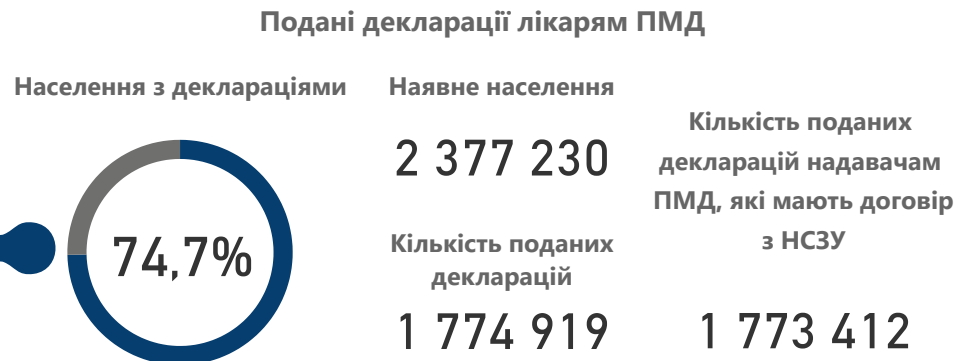 Подані декларації лікарям ПМД
Населення з деклараціями
74,7%
Наявне населення
2 377 230
Кількість поданих
декларацій
1 774 919
Кількість поданих
декларацій надавачам
ПМД, які мають договір
з НСЗУ
1 773 412